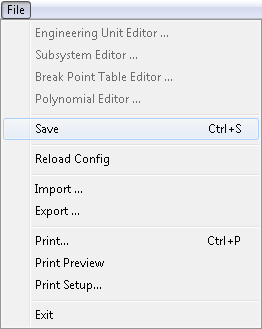 File
Engineering Unit Editor ...
Subsystem Editor ...
Break Point Table Editor ...
Polynomial Editor ...
Save Ctrl+S
Reload Config
Import ...
Export ...
Print... Ctrl+P
Print Preview
Print Setup...
Exit